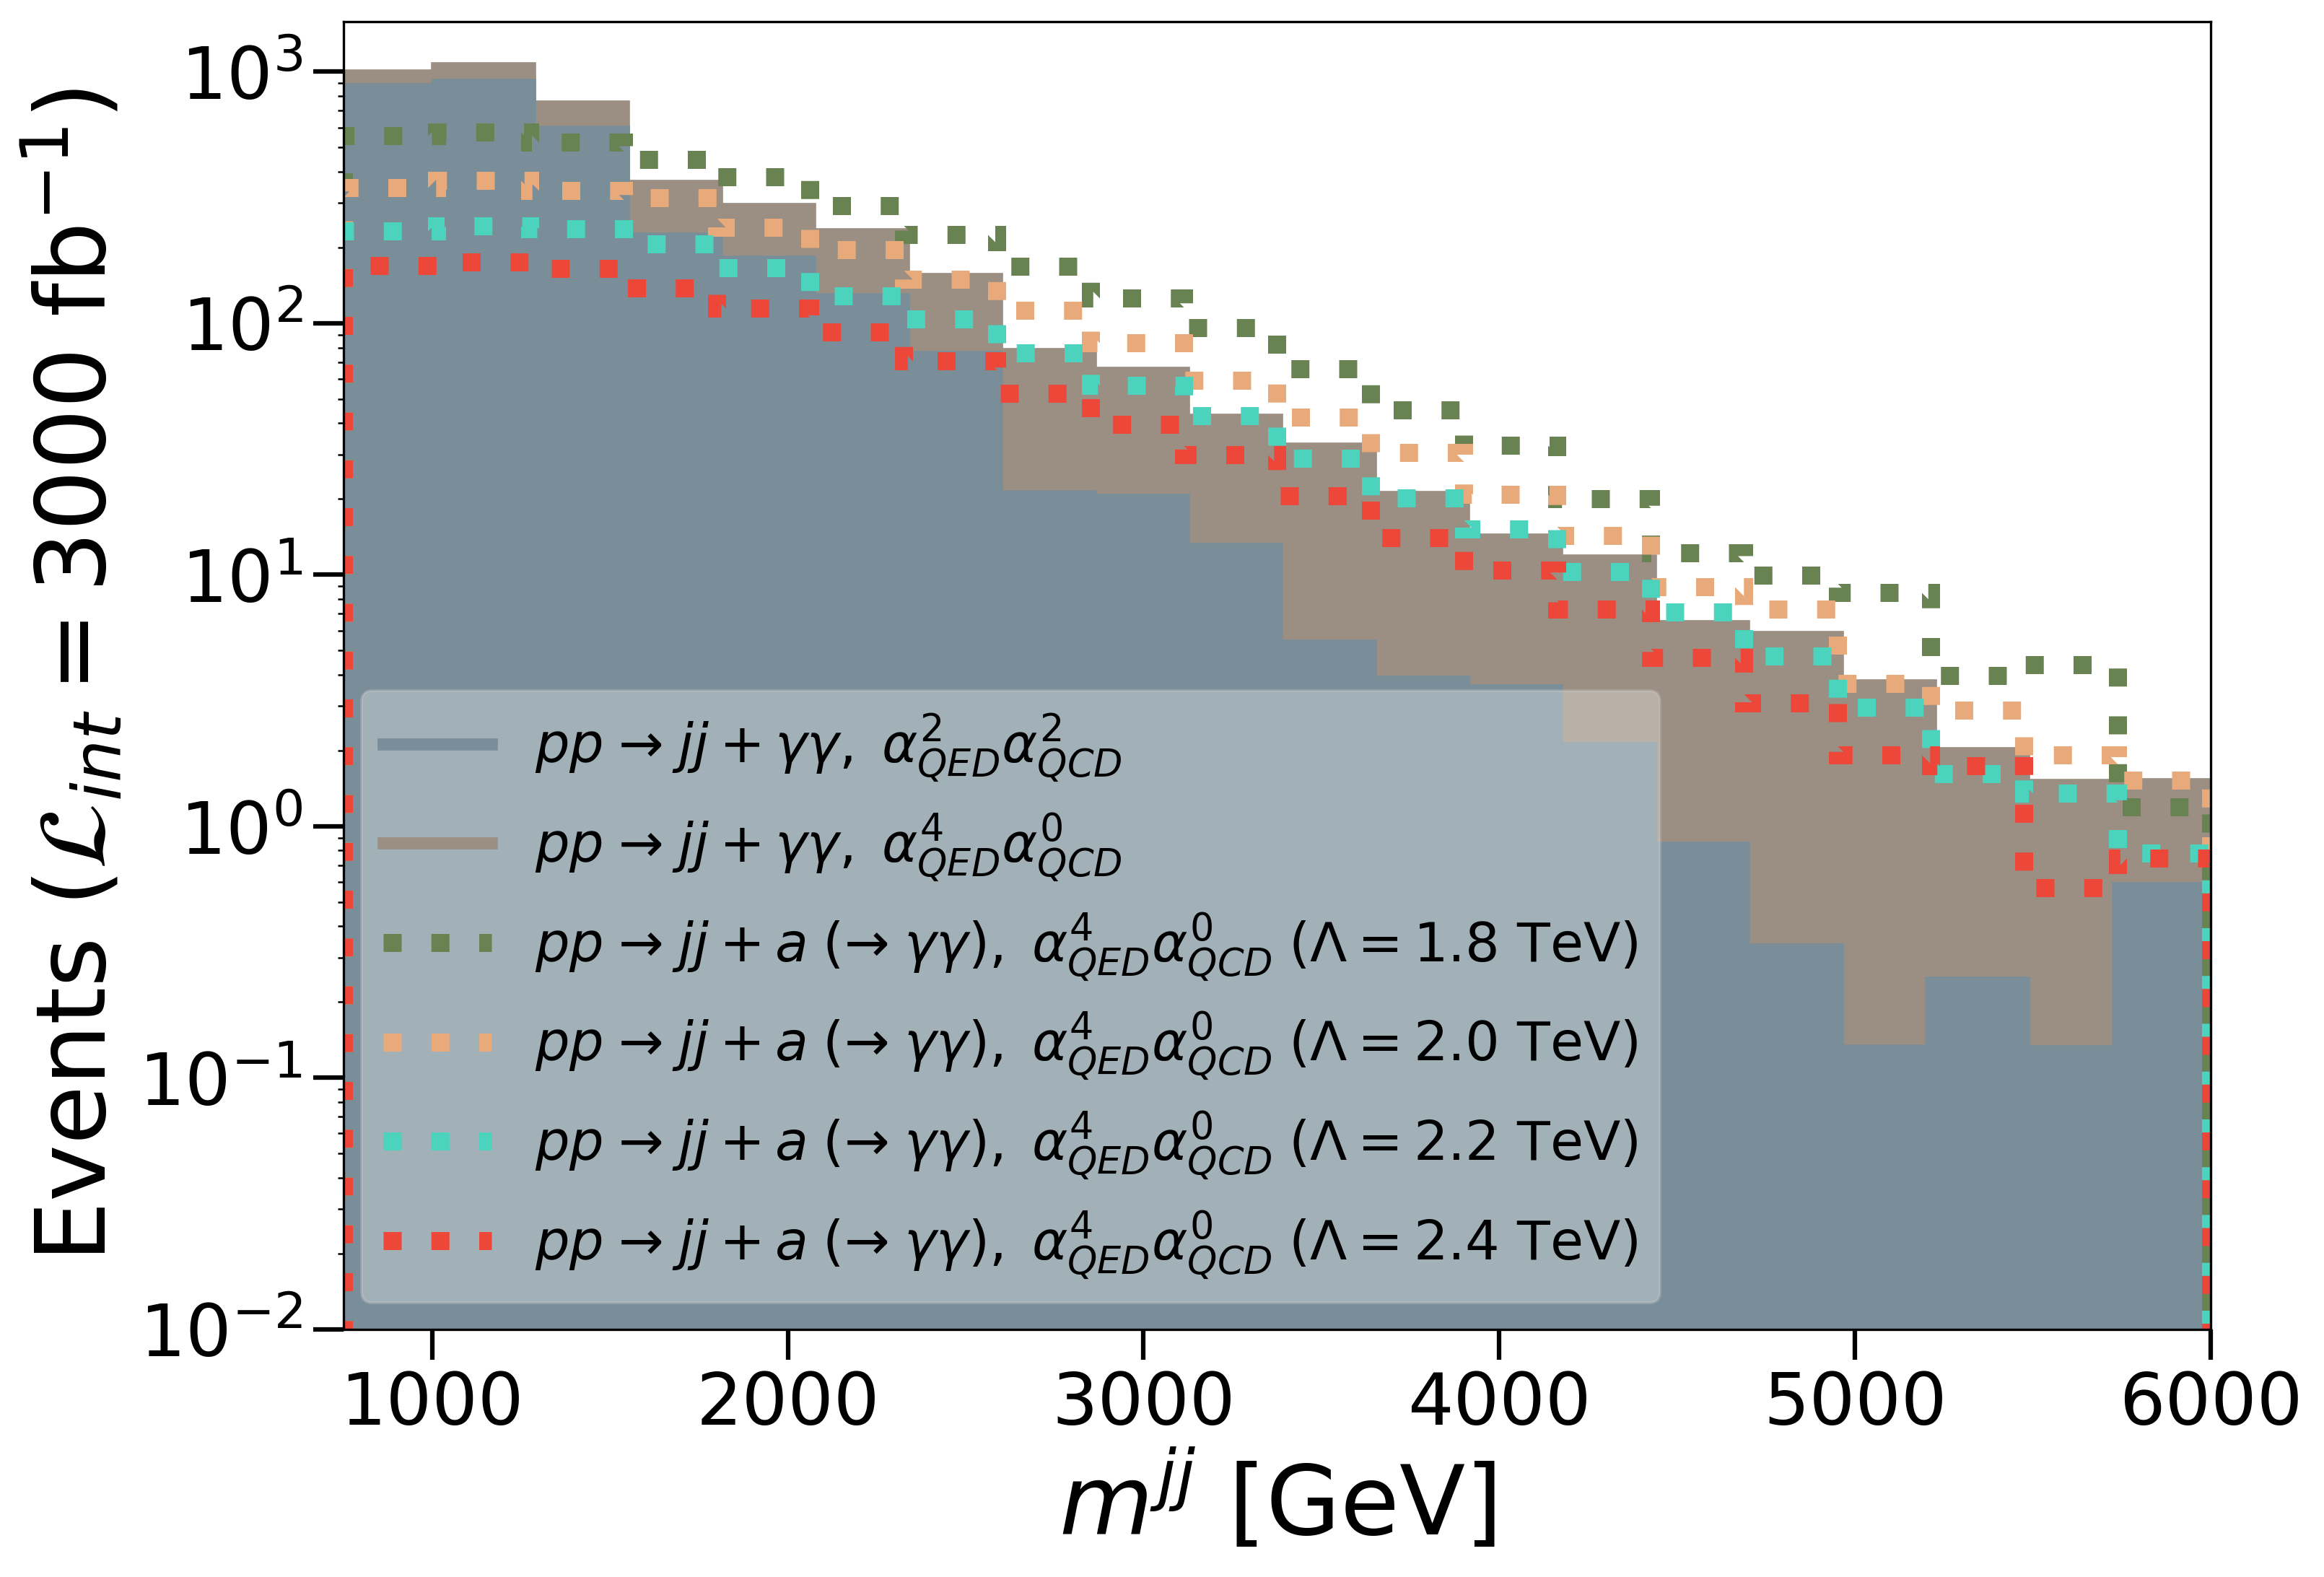 Events (ℒ_int = 3000 fb⁻¹)
10³
10²
10¹
10⁰
10⁻¹
10⁻²
pp → jj + γγ, α²_QED α²_QCD
pp → jj + γγ, α⁴_QED α⁰_QCD
pp → jj + a (→ γγ), α⁴_QED α⁰_QCD (Λ = 1.8 TeV)
pp → jj + a (→ γγ), α⁴_QED α⁰_QCD (Λ = 2.0 TeV)
pp → jj + a (→ γγ), α⁴_QED α⁰_QCD (Λ = 2.2 TeV)
pp → jj + a (→ γγ), α⁴_QED α⁰_QCD (Λ = 2.4 TeV)
1000 2000 3000 4000 5000 6000
m^jj [GeV]